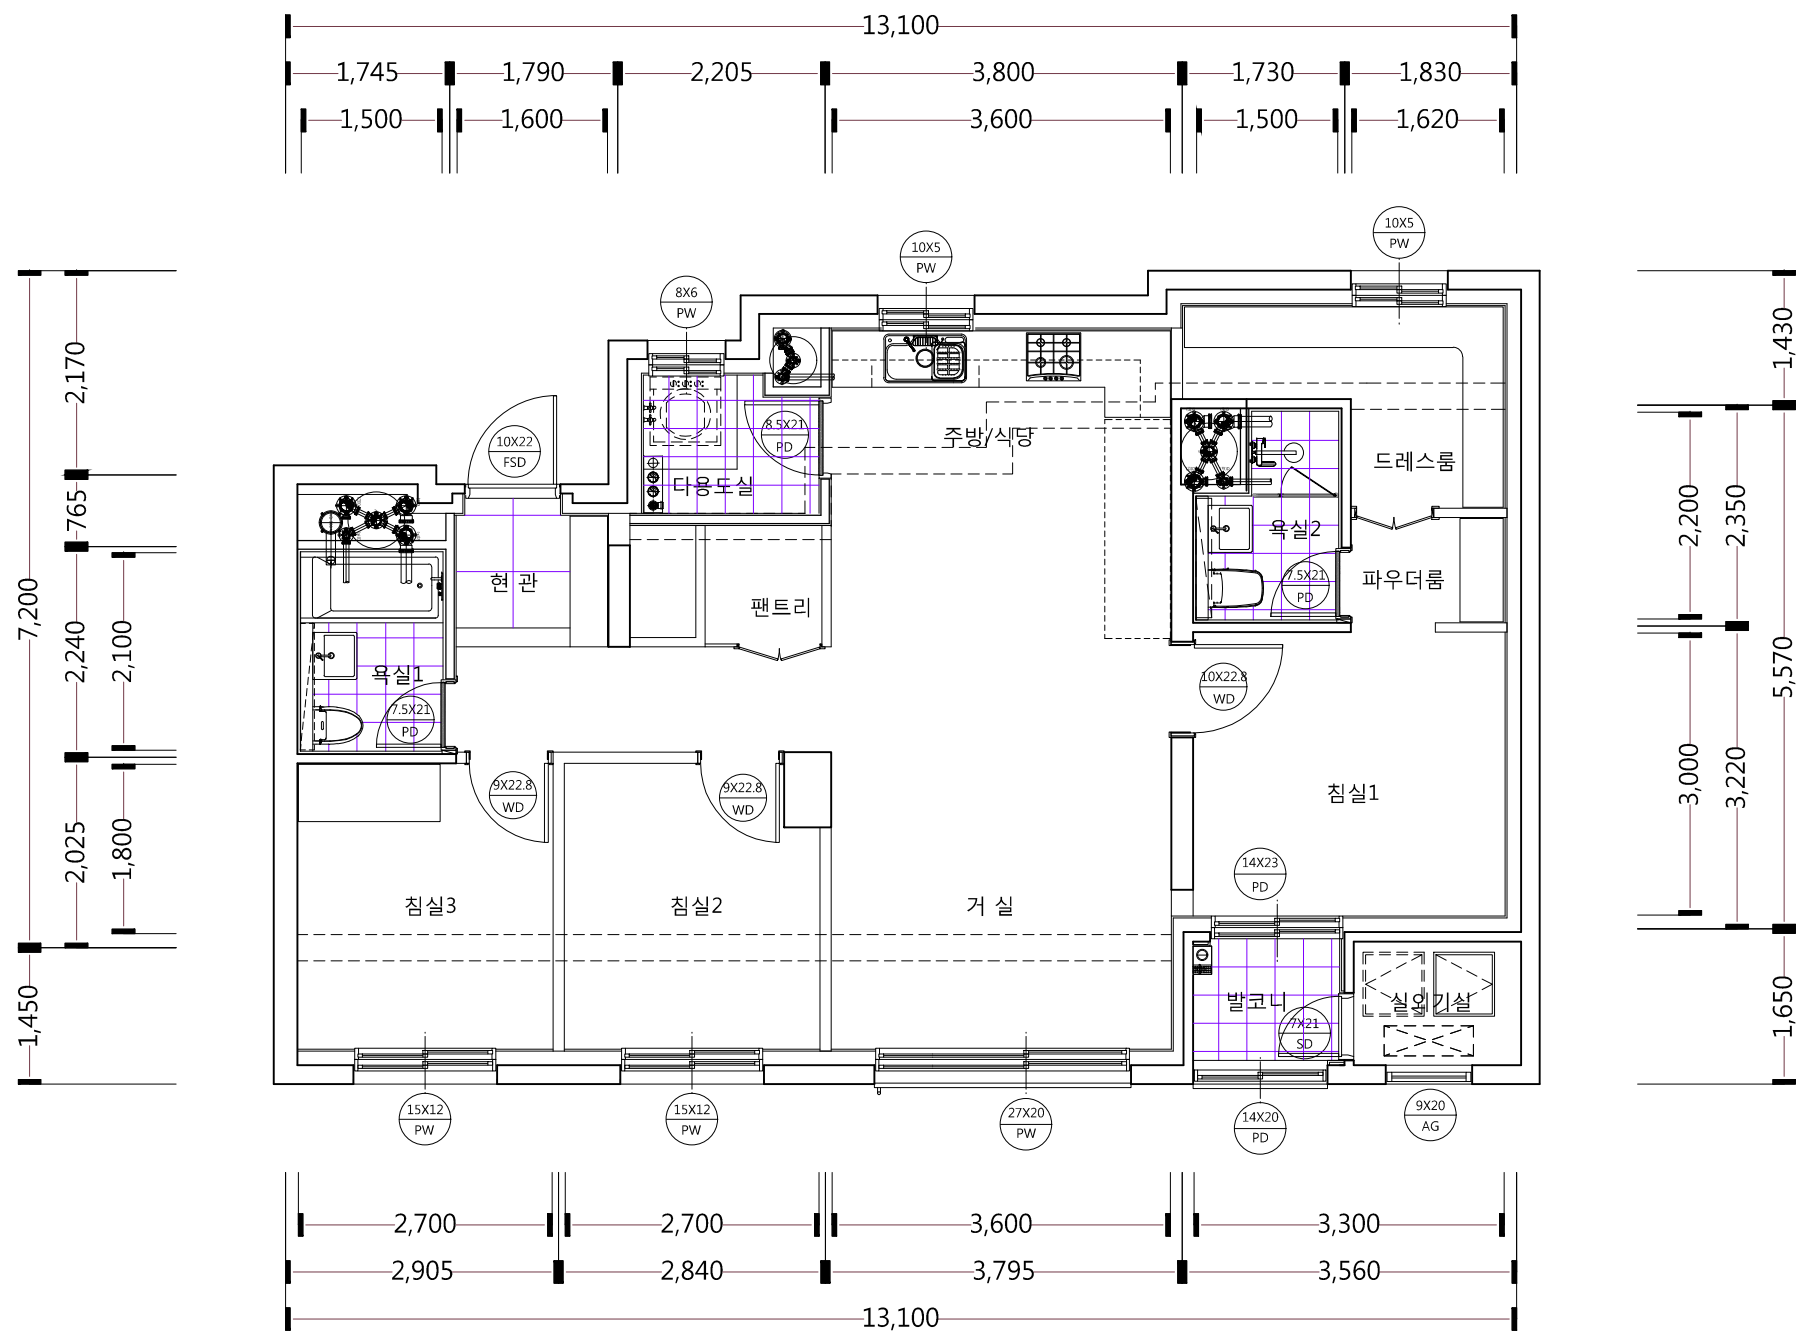 13,100
1,745 1,790 2,205 3,800 1,730 1,830
1,500 1,600 3,600 1,500 1,620
10X5
PW
10X5
PW
8X6
PW
7,200
1,450
2,170
765
2,240
2,025
2,100
1,800
1,430
5,570
1,650
2,350
3,220
2,200
3,000
10X22
FSD
8.5X21
PD
주방/식당
드레스룸
다용도실
욕실2
현 관
7.5X21
PD
파우더룸
팬트리
욕실1
10X22.8
WD
7.5X21
PD
9X22.8
WD
9X22.8
WD
침실1
14X23
PD
침실3
침실2
거 실
발코니
실외기실
7X21
SD
15X12
PW
15X12
PW
27X20
PW
14X20
PD
9X20
AG
2,700 2,700 3,600 3,300
2,905 2,840 3,795 3,560
13,100